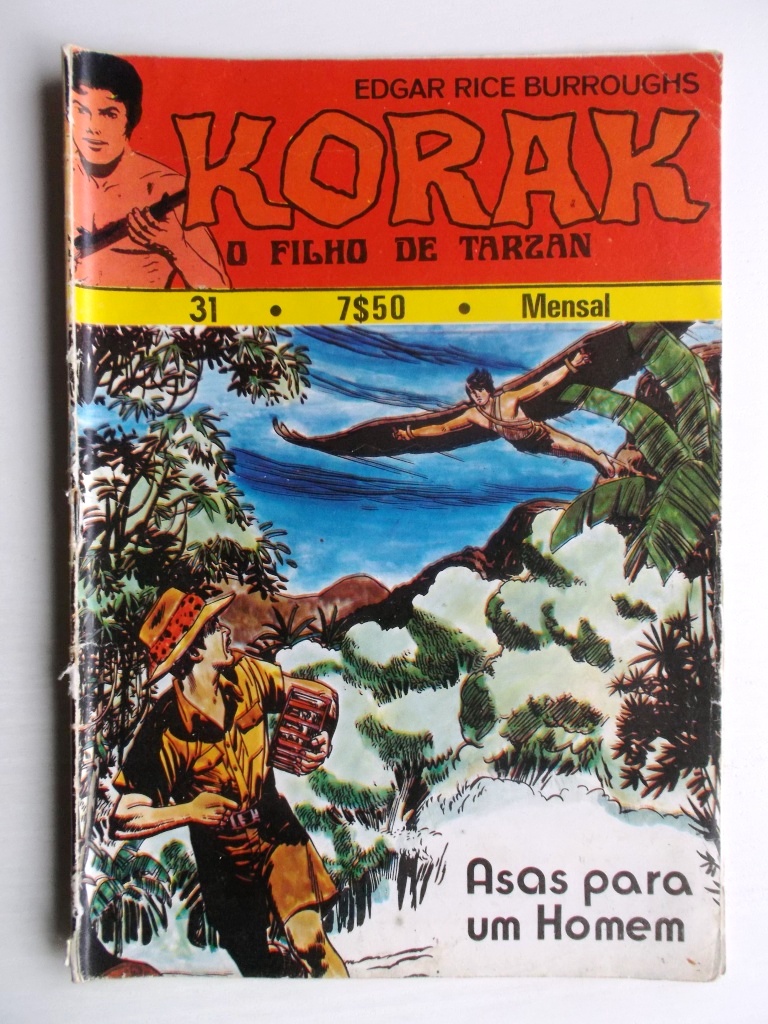 EDGAR RICE BURROUGHS
KORAK
O FILHO DE TARZAN
31 • 7$50 • Mensal
Asas para
um Homem